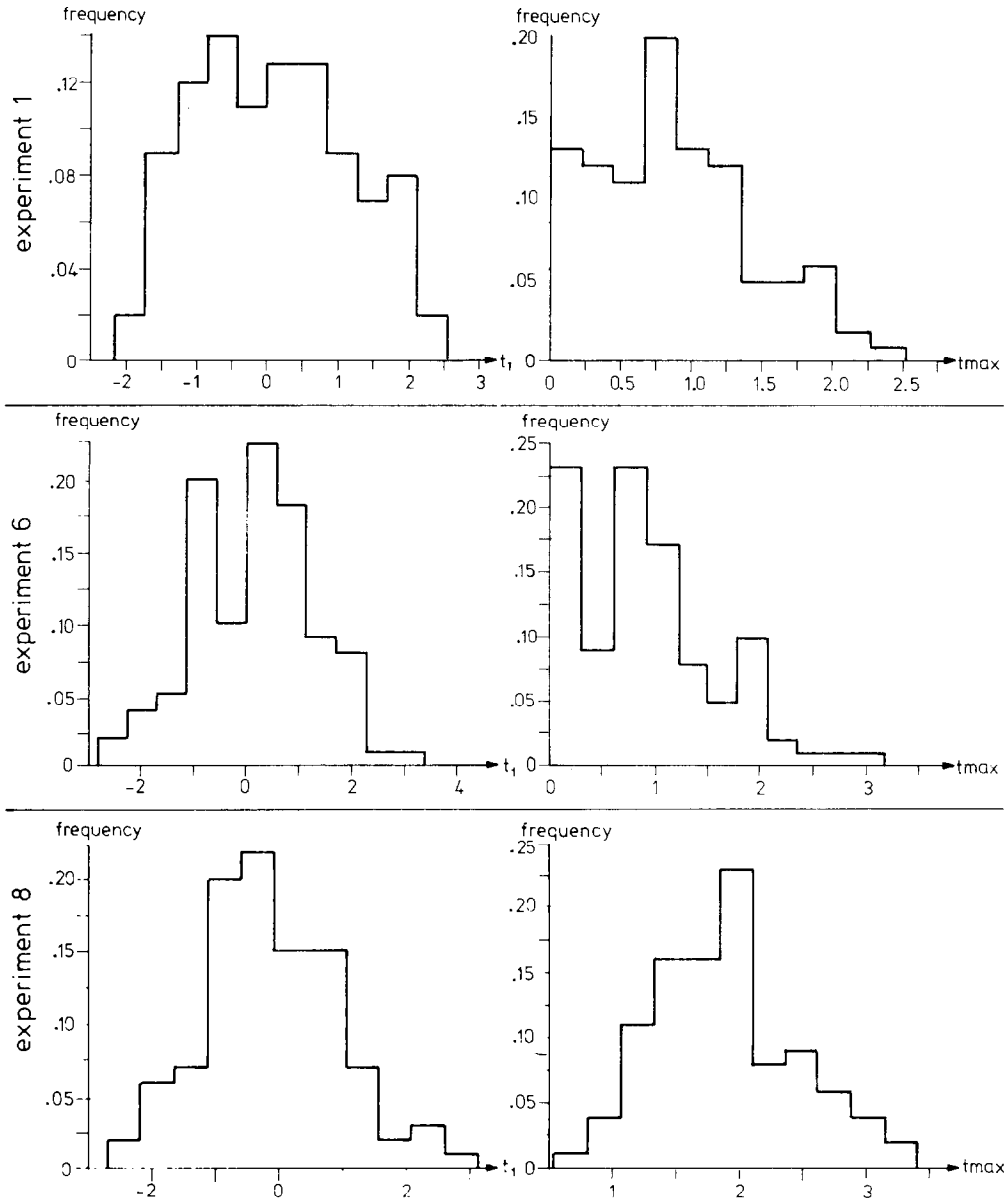 frequency
.12
.08
.04
0
-2 -1 0 1 2 3
t1
experiment 1
frequency
.20
.15
.10
.05
0
0 0.5 1.0 1.5 2.0 2.5
tmax
frequency
.20
.15
.10
.05
0
-2 0 2 4
t1
experiment 6
frequency
.25
.20
.15
.10
.05
0
0 1 2 3
tmax
frequency
.20
.15
.10
.05
0
-2 0 2
t1
experiment 8
frequency
.25
.20
.15
.10
.05
0
1 2 3
tmax